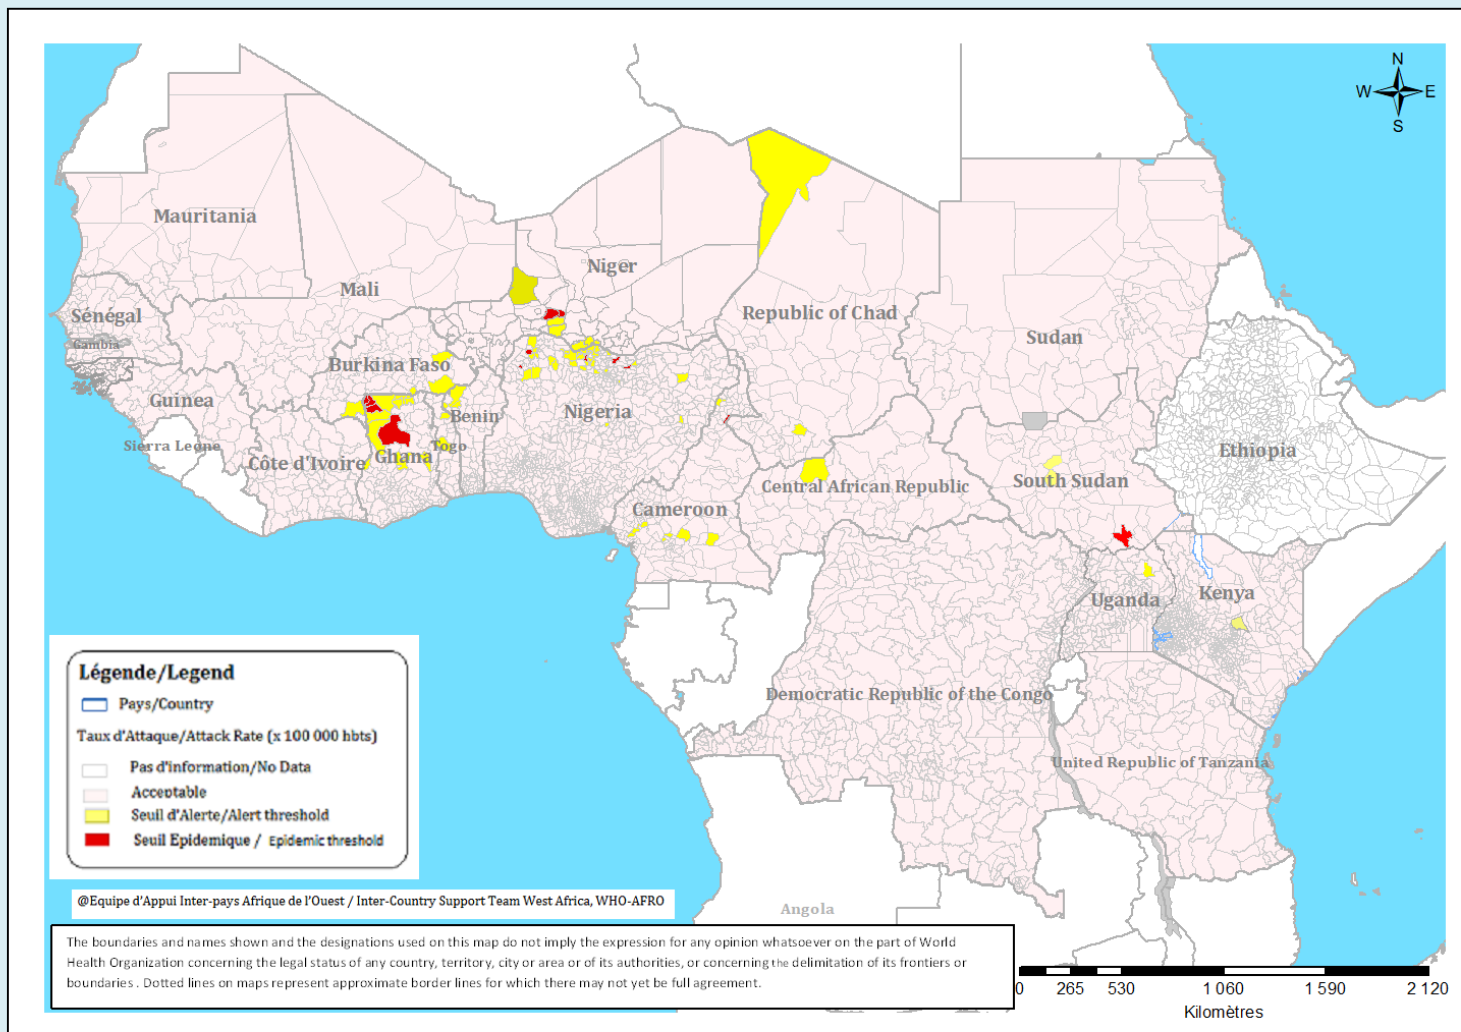 N
W E
S
Mauritania
Mali
Niger
Sénégal
Gambia
Republic of Chad
Sudan
Burkina Faso
Guinea
Benin
Nigeria
Sierra Leone
Togo
Côte d'Ivoire
Ghana
Ethiopia
Central African Republic
South Sudan
Cameroon
Uganda
Kenya
Democratic Republic of the Congo
United Republic of Tanzania
Angola
Légende/Legend
Pays/Country
Taux d'Attaque/Attack Rate (x 100 000 hbts)
Pas d'information/No Data
Acceptable
Seuil d'Alerte/Alert threshold
Seuil Epidemique / Epidemic threshold
@Equipe d'Appui Inter-pays Afrique de l'Ouest / Inter-Country Support Team West Africa, WHO-AFRO
The boundaries and names shown and the designations used on this map do not imply the expression for any opinion whatsoever on the part of World
Health Organization concerning the legal status of any country, territory, city or area or of its authorities, or concerning the delimitation of its frontiers or
boundaries . Dotted lines on maps represent approximate border lines for which there may not yet be full agreement.
0 265 530 1 060 1 590 2 120
Kilomètres